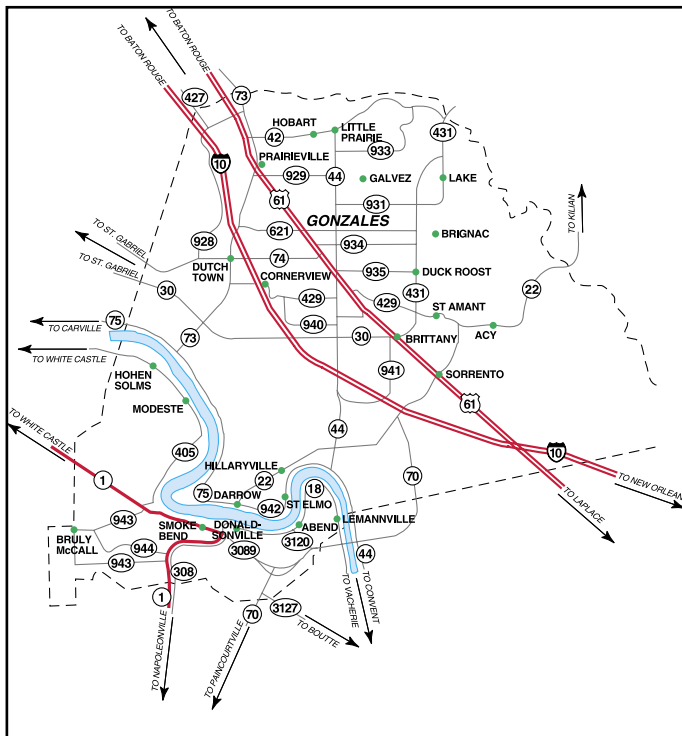 TO BATON ROUGE
TO BATON ROUGE
427
73
HOBART
LITTLE
PRAIRIE
42
431
933
10
PRAIRIEVILLE
929
44
GALVEZ
LAKE
61
931
GONZALES
TO KILIAN
TO ST. GABRIEL
621
934
BRIGNAC
928
74
TO ST. GABRIEL
DUTCH
TOWN
CORNERVIEW
935
DUCK ROOST
30
429
431
429
22
ST AMANT
75
TO CARVILLE
73
940
30
BRITTANY
ACY
TO WHITE CASTLE
HOHEN
SOLMS
941
SORRENTO
MODESTE
61
TO WHITE CASTLE
44
405
10
HILLARYVILLE
70
TO NEW ORLEAN
1
22
18
75
DARROW
TO LAPLACE
942
ST ELMO
943
SMOKE
BEND
DONALD-
SONVILLE
ABEND
LEMANNVILLE
BRULY
McCALL
944
3089
3120
943
308
44
1
TO VACHERIE
TO CONVENT
70
3127
TO BOUTTE
TO NAPOLEONVILLE
TO PAINCOURTVILLE